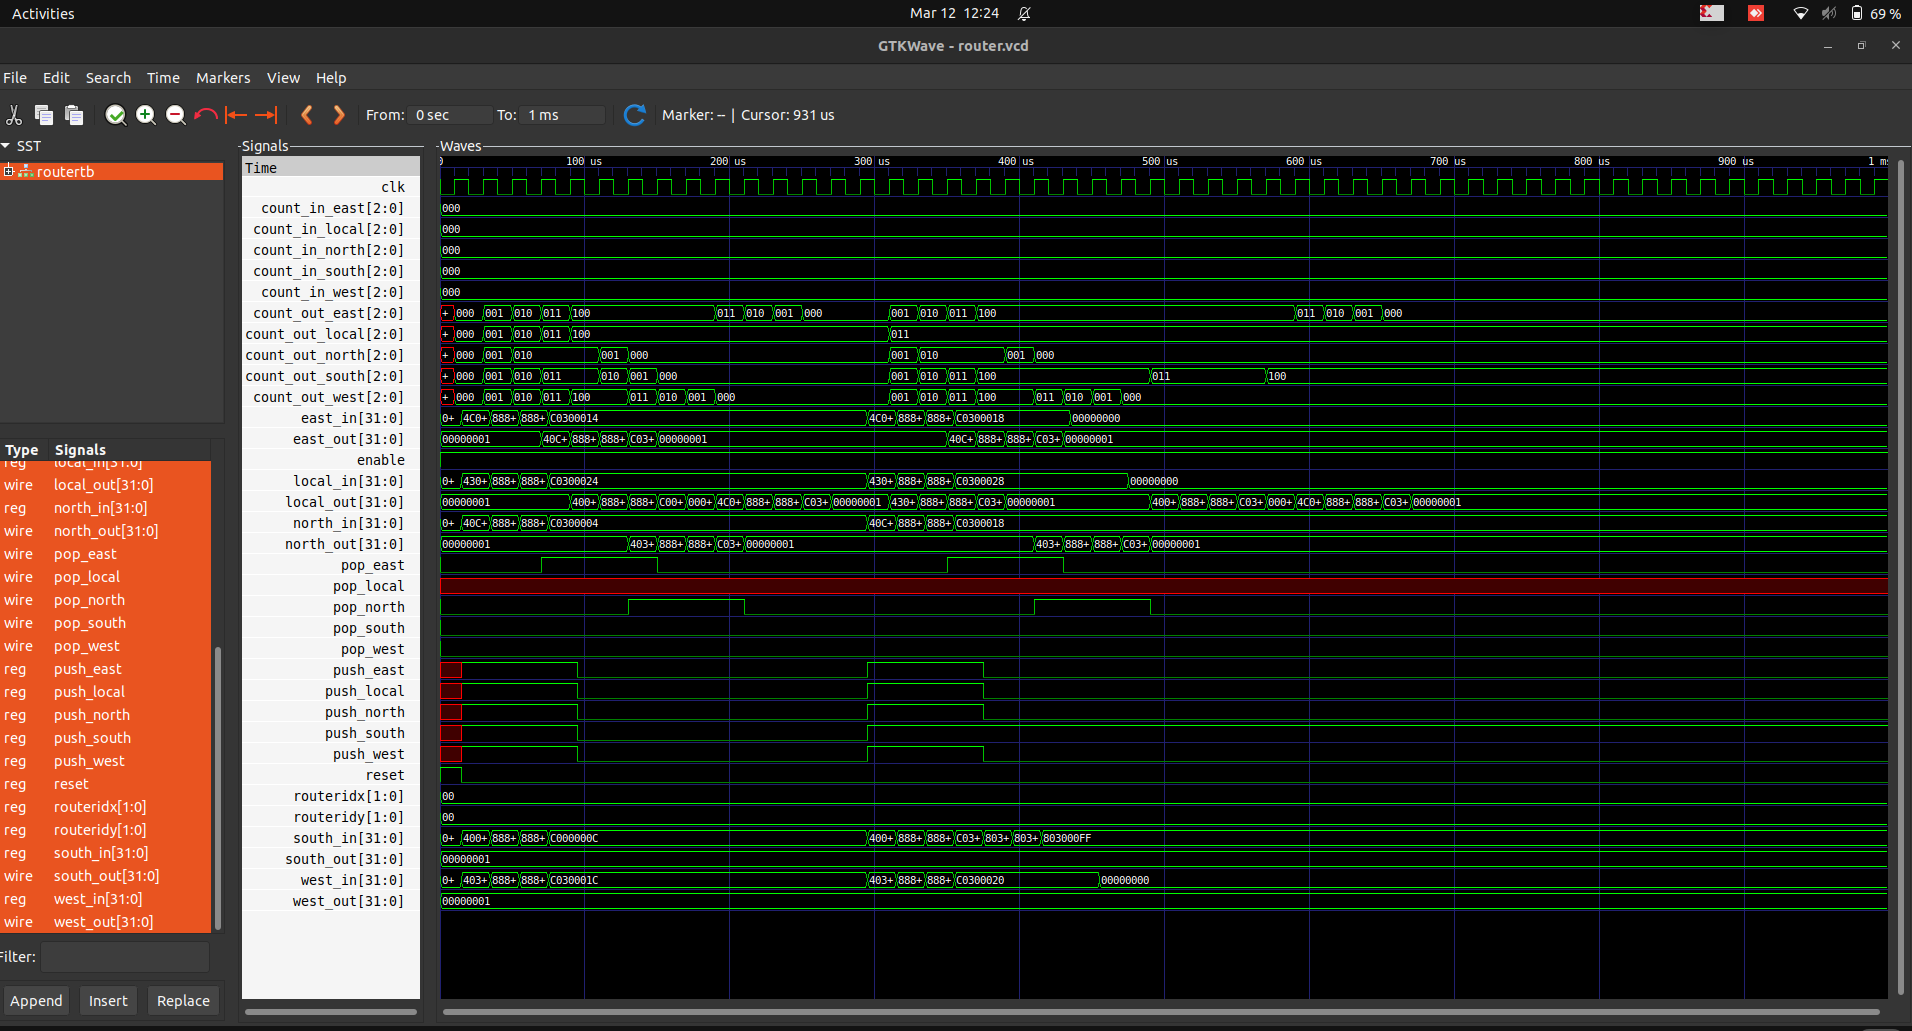 Activities
Mar 12 12:24
69 %
GTKWave - router.vcd
File Edit Search Time Markers View Help
From: 0 sec To: 1 ms Marker: -- | Cursor: 931 us
SST
routertb
Type Signals
reg local_in[31:0]
wire local_out[31:0]
reg north_in[31:0]
wire north_out[31:0]
wire pop_east
wire pop_local
wire pop_north
wire pop_south
wire pop_west
reg push_east
reg push_local
reg push_north
reg push_south
reg push_west
reg reset
reg routeridx[1:0]
reg routeridy[1:0]
reg south_in[31:0]
wire south_out[31:0]
reg west_in[31:0]
wire west_out[31:0]
Filter:
Append Insert Replace
Signals Waves
Time 0 100 us 200 us 300 us 400 us 500 us 600 us 700 us 800 us 900 us 1 ms
clk
count_in_east[2:0] 000
count_in_local[2:0] 000
count_in_north[2:0] 000
count_in_south[2:0] 000
count_in_west[2:0] 000
count_out_east[2:0] + 000 001 010 011 100 011 010 001 000 001 010 011 100 011 010 001 000
count_out_local[2:0] + 000 001 010 011 100 011
count_out_north[2:0] + 000 001 010 001 000 001 010 001 000
count_out_south[2:0] + 000 001 010 011 010 001 000 001 010 011 100 011 100
count_out_west[2:0] + 000 001 010 011 100 011 010 001 000 001 010 011 100 011 010 001 000
east_in[31:0] 0+ 4C0+ 888+ 888+ C0300014 4C0+ 888+ 888+ C0300018 00000000
east_out[31:0] 00000001 40C+ 888+ 888+ C03+ 00000001 40C+ 888+ 888+ C03+ 00000001
enable
local_in[31:0] 0+ 430+ 888+ 888+ C0300024 430+ 888+ 888+ C0300028 00000000
local_out[31:0] 00000001 400+ 888+ 888+ C00+ 000+ 4C0+ 888+ 888+ C03+ 00000001 430+ 888+ 888+ C03+ 00000001 400+ 888+ 888+ C03+ 000+ 4C0+ 888+ 888+ C03+ 00000001
north_in[31:0] 0+ 40C+ 888+ 888+ C0300004 40C+ 888+ 888+ C0300018
north_out[31:0] 00000001 403+ 888+ 888+ C03+ 00000001 403+ 888+ 888+ C03+ 00000001
pop_east
pop_local
pop_north
pop_south
pop_west
push_east
push_local
push_north
push_south
push_west
reset
routeridx[1:0] 00
routeridy[1:0] 00
south_in[31:0] 0+ 400+ 888+ 888+ C000000C 400+ 888+ 888+ C03+ 803+ 803+ 803000FF
south_out[31:0] 00000001
west_in[31:0] 0+ 403+ 888+ 888+ C030001C 403+ 888+ 888+ C0300020 00000000
west_out[31:0] 00000001